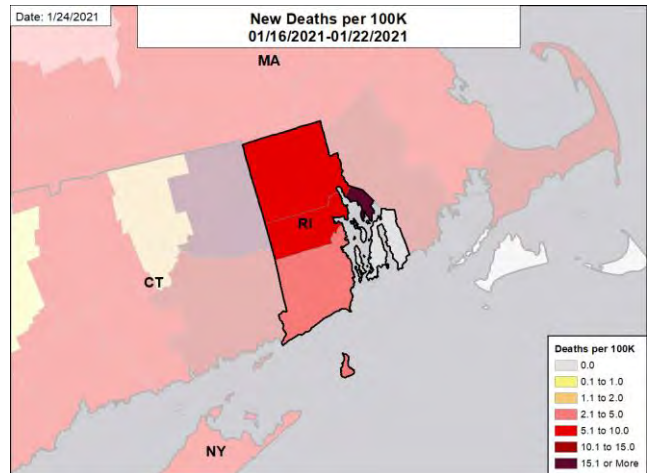 Date: 1/24/2021
New Deaths per 100K
01/16/2021-01/22/2021
MA
RI
CT
NY
Deaths per 100K
0.0
0.1 to 1.0
1.1 to 2.0
2.1 to 5.0
5.1 to 10.0
10.1 to 15.0
15.1 or More